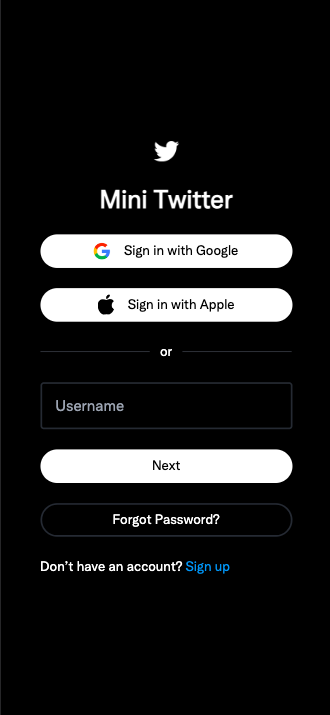 Mini Twitter
Sign in with Google
Sign in with Apple
or
Username
Next
Forgot Password?
Don’t have an account? Sign up